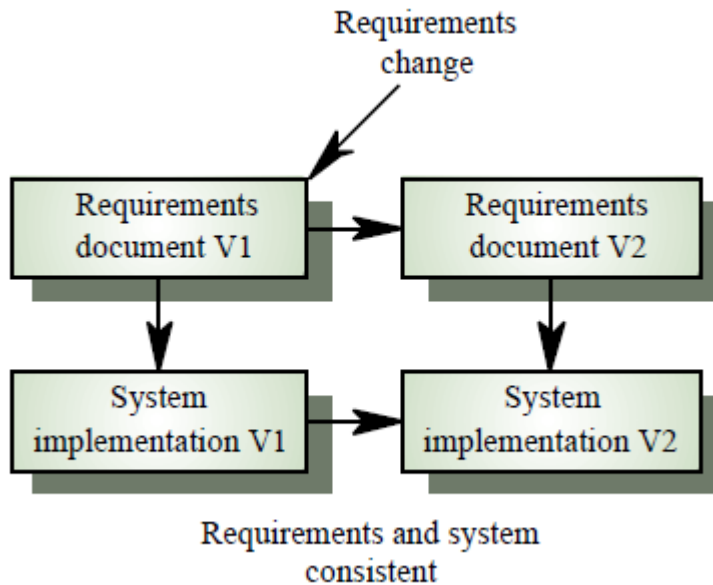 Requirements
change
Requirements
document V1
Requirements
document V2
System
implementation V1
System
implementation V2
Requirements and system
consistent